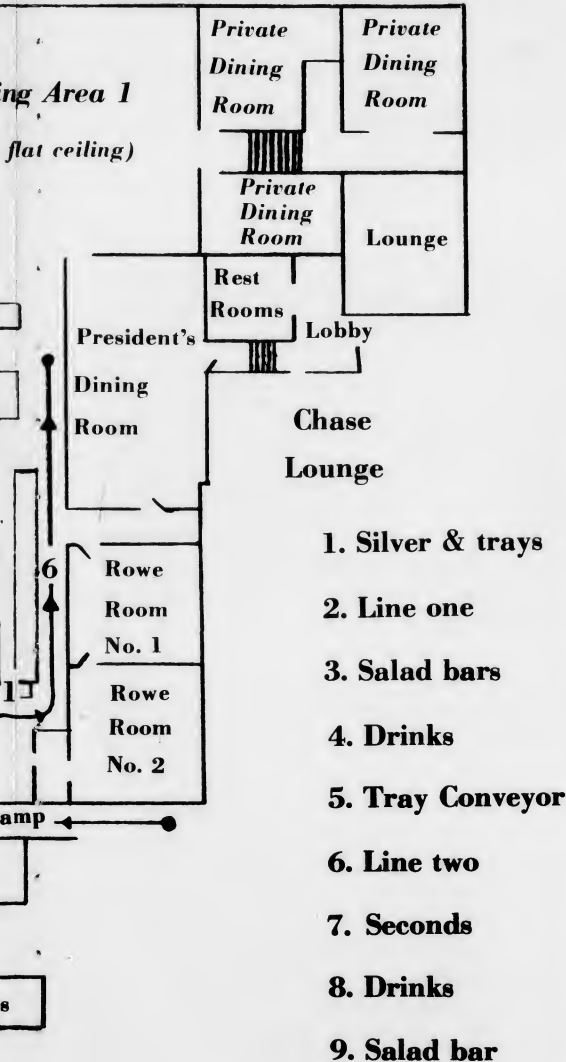 Private
Dining
Room
Private
Dining
Room
Area 1
flat ceiling)
Private
Dining
Room
Lounge
Rest
Rooms
Lobby
President's
Dining
Room
Chase
Lounge
6
Rowe
Room
No. 1
1
Rowe
Room
No. 2
1. Silver & trays
2. Line one
3. Salad bars
4. Drinks
5. Tray Conveyor
6. Line two
7. Seconds
8. Drinks
9. Salad bar